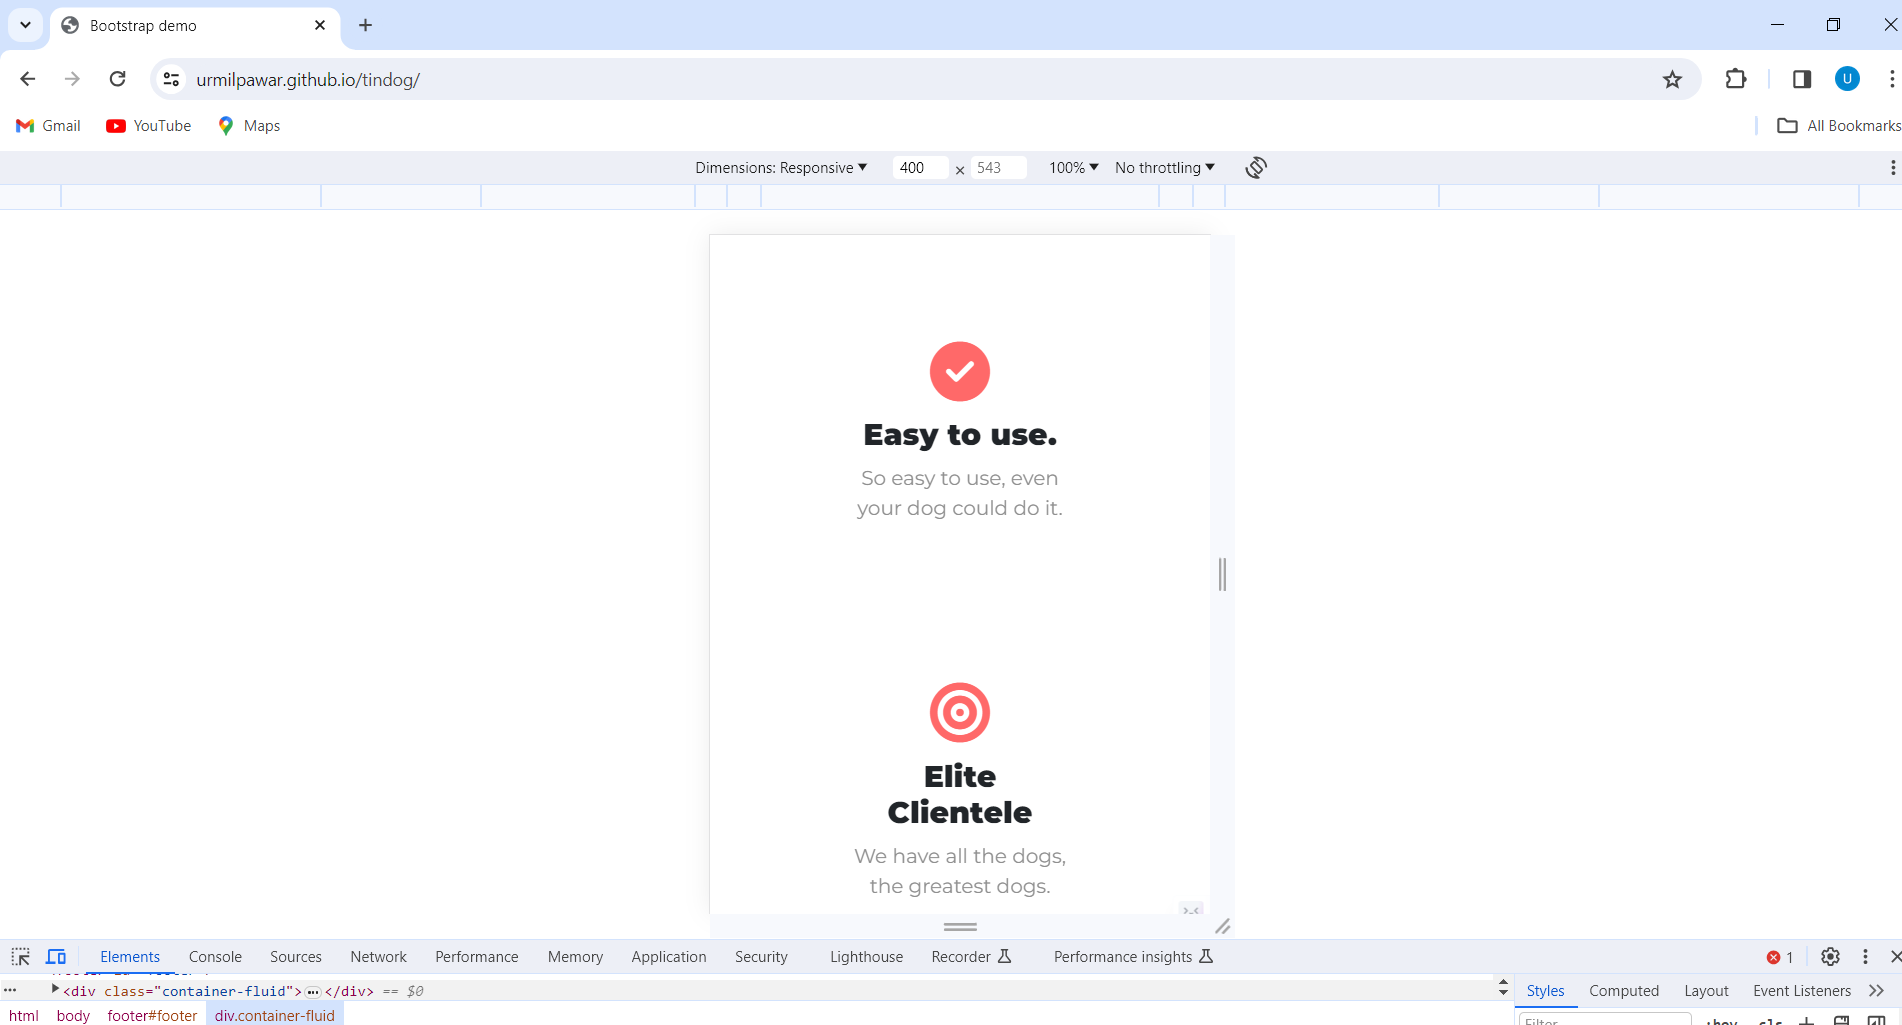 Bootstrap demo
urmilpawar.github.io/tindog/
U
Gmail YouTube Maps All Bookmarks
Dimensions: Responsive 400 × 543 100% No throttling
Easy to use.
So easy to use, even
your dog could do it.
Elite
Clientele
We have all the dogs,
the greatest dogs.
Elements Console Sources Network Performance Memory Application Security Lighthouse Recorder Performance insights 1
<div class="container-fluid">…</div> == $0
Styles Computed Layout Event Listeners
html body footer#footer div.container-fluid
Filter :hov .cls